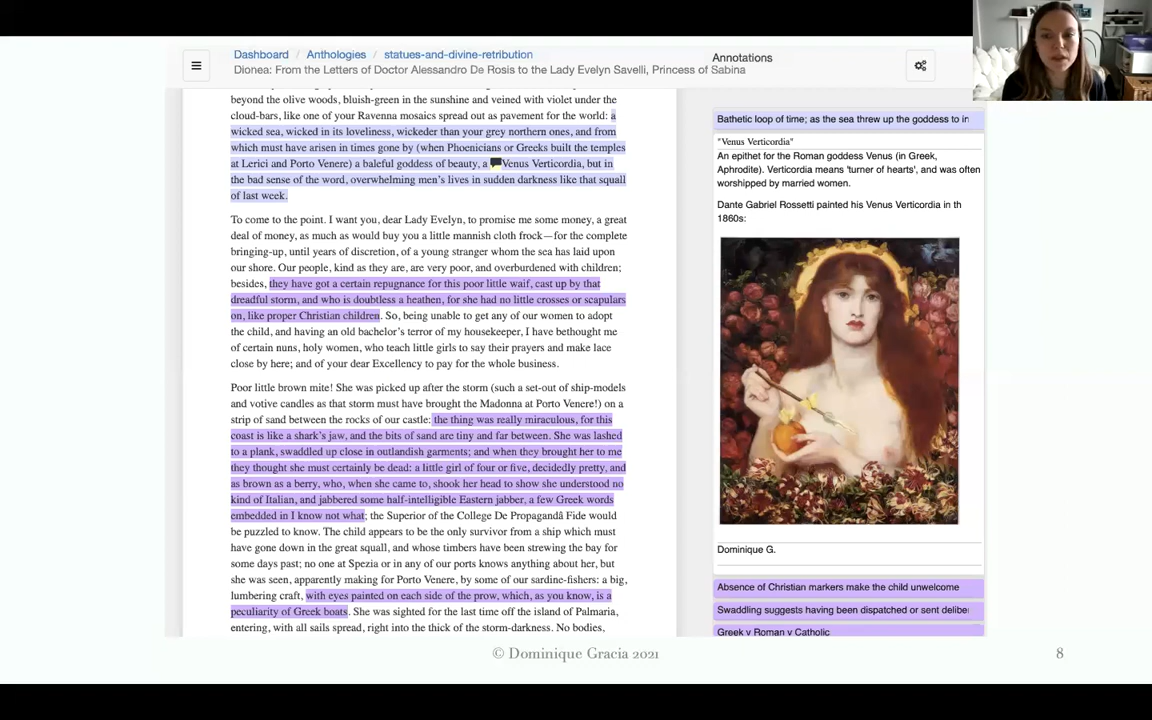 Dashboard / Anthologies / statues-and-divine-retribution
Dionea: From the Letters of Doctor Alessandro De Rosis to the Lady Evelyn Savelli, Princess of Sabina
Annotations
beyond the olive woods, bluish-green in the sunshine and veined with violet under the
cloud-bars, like one of your Ravenna mosaics spread out as pavement for the world: a
wicked sea, wicked in its loveliness, wickeder than your grey northern ones, and from
which must have arisen in times gone by (when Phoenicians or Greeks built the temples
at Lerici and Porto Venere) a baleful goddess of beauty, a Venus Verticordia, but in
the bad sense of the word, overwhelming men's lives in sudden darkness like that squall
of last week.
To come to the point. I want you, dear Lady Evelyn, to promise me some money, a great
deal of money, as much as would buy you a little mannish cloth frock—for the complete
bringing-up, until years of discretion, of a young stranger whom the sea has laid upon
our shore. Our people, kind as they are, are very poor, and overburdened with children;
besides, they have got a certain repugnance for this poor little waif, cast up by that
dreadful storm, and who is doubtless a heathen, for she had no little crosses or scapulars
on, like proper Christian children. So, being unable to get any of our women to adopt
the child, and having an old bachelor's terror of my housekeeper, I have bethought me
of certain nuns, holy women, who teach little girls to say their prayers and make lace
close by here; and of your dear Excellency to pay for the whole business.
Poor little brown mite! She was picked up after the storm (such a set-out of ship-models
and votive candles as that storm must have brought the Madonna at Porto Venere!) on a
strip of sand between the rocks of our castle: the thing was really miraculous, for this
coast is like a shark's jaw, and the bits of sand are tiny and far between. She was lashed
to a plank, swaddled up close in outlandish garments; and when they brought her to me
they thought she must certainly be dead: a little girl of four or five, decidedly pretty, and
as brown as a berry, who, when she came to, shook her head to show she understood no
kind of Italian, and jabbered some half-intelligible Eastern jabber, a few Greek words
embedded in I know not what; the Superior of the College De Propagandâ Fide would
be puzzled to know. The child appears to be the only survivor from a ship which must
have gone down in the great squall, and whose timbers have been strewing the bay for
some days past; no one at Spezia or in any of our ports knows anything about her, but
she was seen, apparently making for Porto Venere, by some of our sardine-fishers: a big,
lumbering craft, with eyes painted on each side of the prow, which, as you know, is a
peculiarity of Greek boats. She was sighted for the last time off the island of Palmaria,
entering, with all sails spread, right into the thick of the storm-darkness. No bodies,
Bathetic loop of time; as the sea threw up the goddess to in
"Venus Verticordia"
An epithet for the Roman goddess Venus (in Greek,
Aphrodite). Verticordia means 'turner of hearts', and was often
worshipped by married women.
Dante Gabriel Rossetti painted his Venus Verticordia in th
1860s:
Dominique G.
Absence of Christian markers make the child unwelcome
Swaddling suggests having been dispatched or sent delibe
Greek v Roman v Catholic
© Dominique Gracia 2021
8